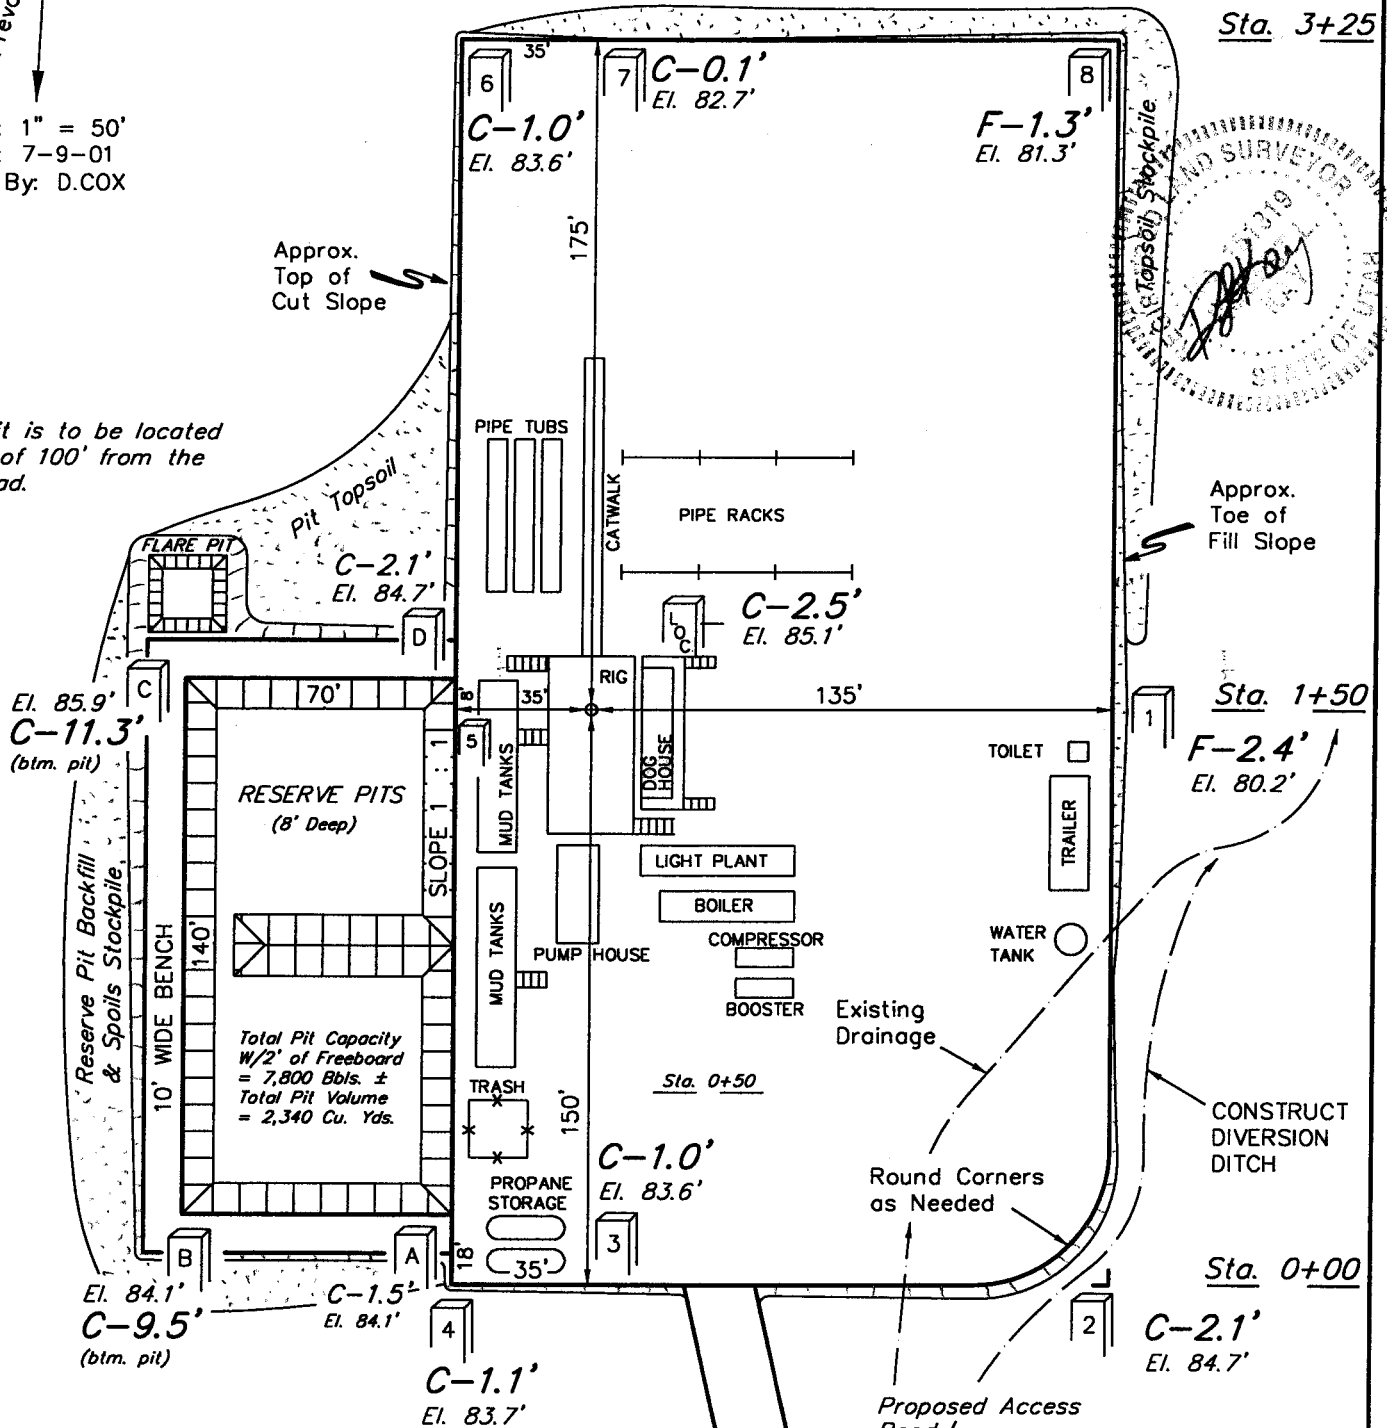 Sta. 3+25
1" = 50'
7-9-01
By: D.COX
35'
6
C-1.0'
El. 83.6'
7
C-0.1'
El. 82.7'
8
F-1.3'
El. 81.3'
Topsoil Stockpile
LAND SURVEYOR
STATE OF UTAH
175'
Approx.
Top of
Cut Slope
it is to be located
of 100' from the
Pit Topsoil
PIPE TUBS
CATWALK
PIPE RACKS
Approx.
Toe of
Fill Slope
FLARE PIT
C-2.1'
El. 84.7'
D
LOC.
C-2.5'
El. 85.1'
C
El. 85.9'
C-11.3'
(btm. pit)
70'
8'
35'
RIG
135'
1
Sta. 1+50
F-2.4'
El. 80.2'
5
MUD TANKS
DOG HOUSE
TOILET
TRAILER
RESERVE PITS
(8' Deep)
SLOPE 1 : 1
LIGHT PLANT
BOILER
COMPRESSOR
BOOSTER
PUMP HOUSE
MUD TANKS
WATER
TANK
Reserve Pit Backfill
& Spoils Stockpile
10' WIDE BENCH
140'
Total Pit Capacity
W/2' of Freeboard
= 7,800 Bbls. ±
Total Pit Volume
= 2,340 Cu. Yds.
Existing
Drainage
Sta. 0+50
TRASH
150'
CONSTRUCT
DIVERSION
DITCH
C-1.0'
El. 83.6'
3
Round Corners
as Needed
PROPANE
STORAGE
35'
18'
B
El. 84.1'
C-9.5'
(btm. pit)
A
C-1.5'
El. 84.1'
4
C-1.1'
El. 83.7'
Sta. 0+00
2
C-2.1'
El. 84.7'
Proposed Access